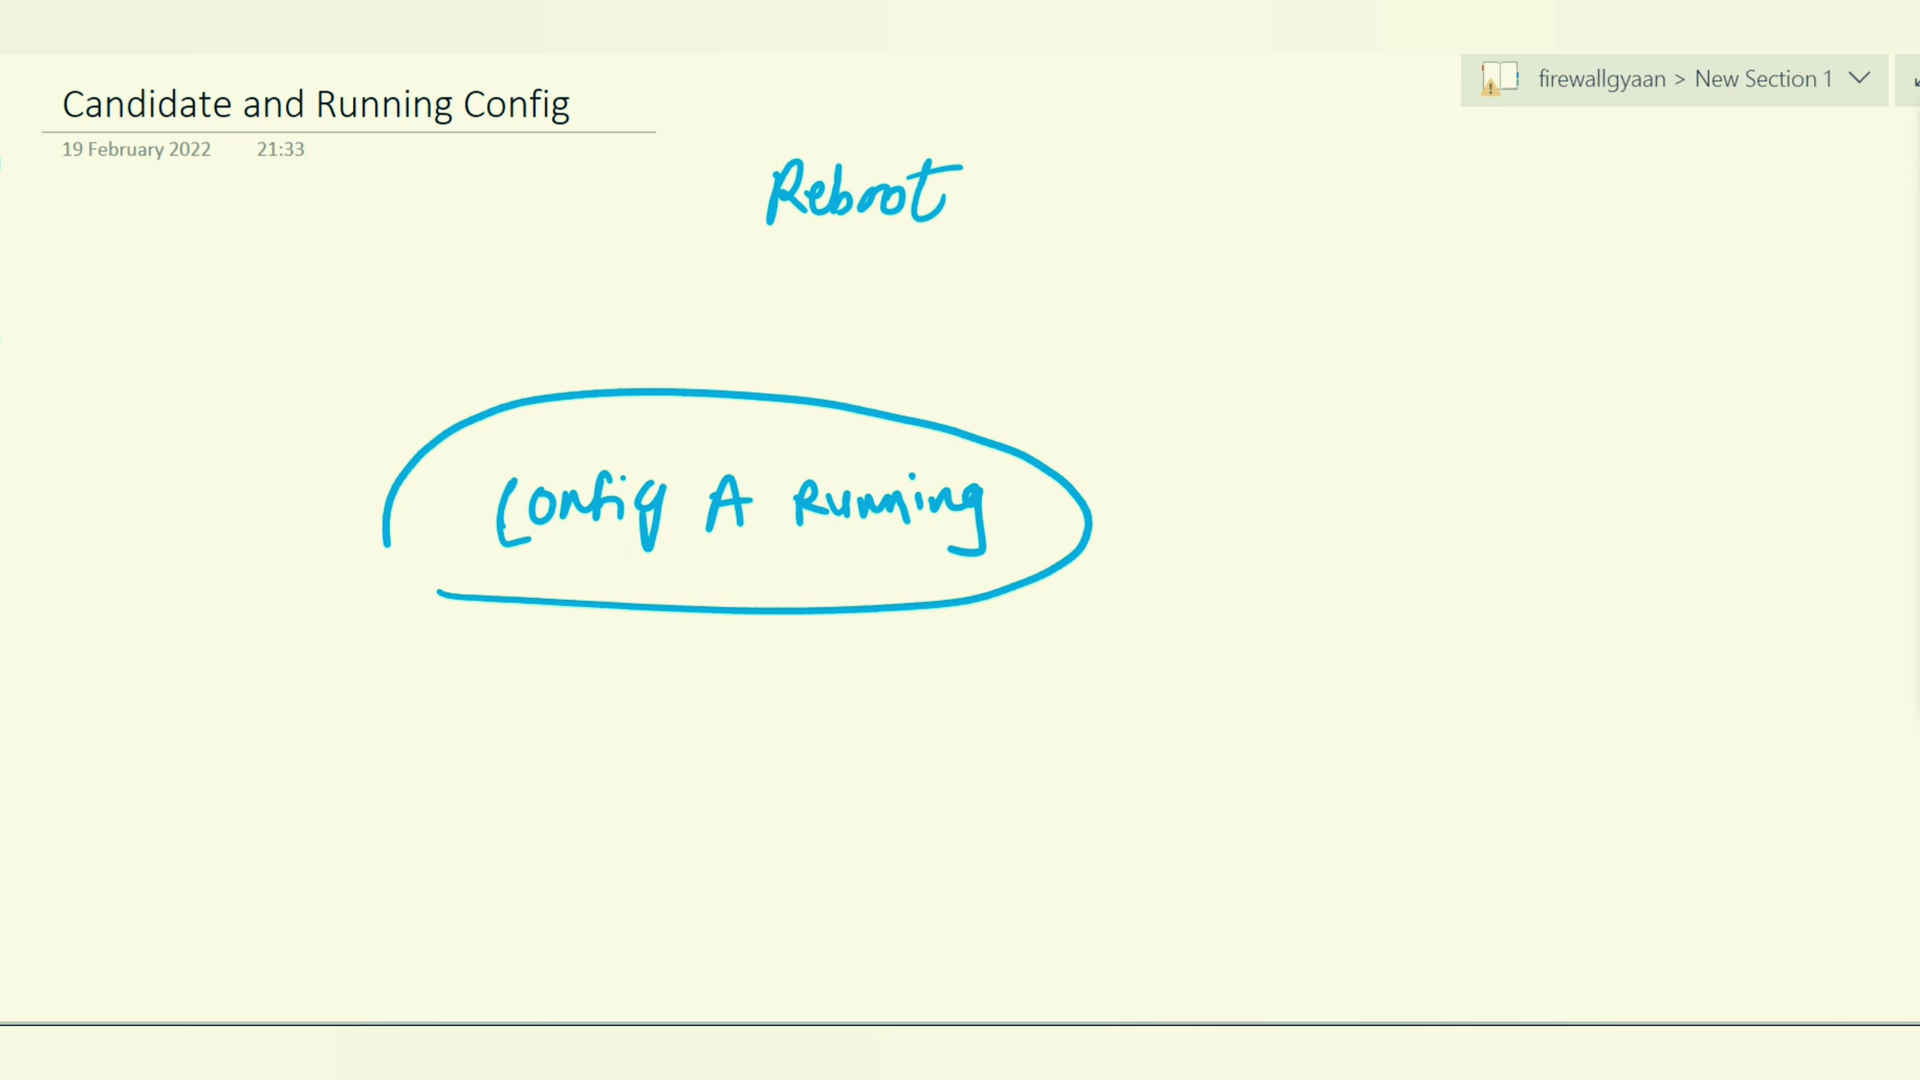 firewallgyaan > New Section 1
Candidate and Running Config
19 February 2022 21:33
Reboot
Config A Running